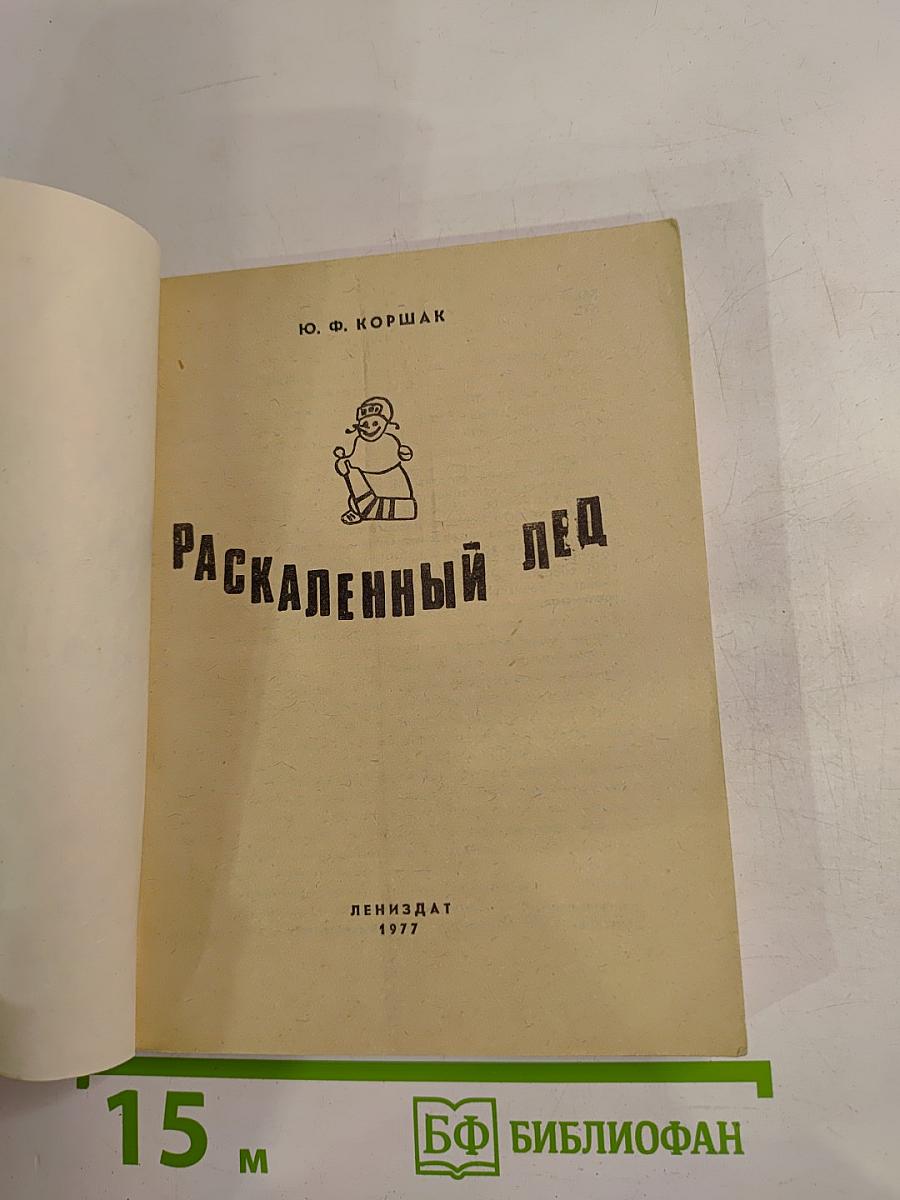 Ю. Ф. КОРШАК
РАСКАЛЕННЫЙ ЛЕД
ЛЕНИЗДАТ
1977
15 м
БФ БИБЛИОФАН